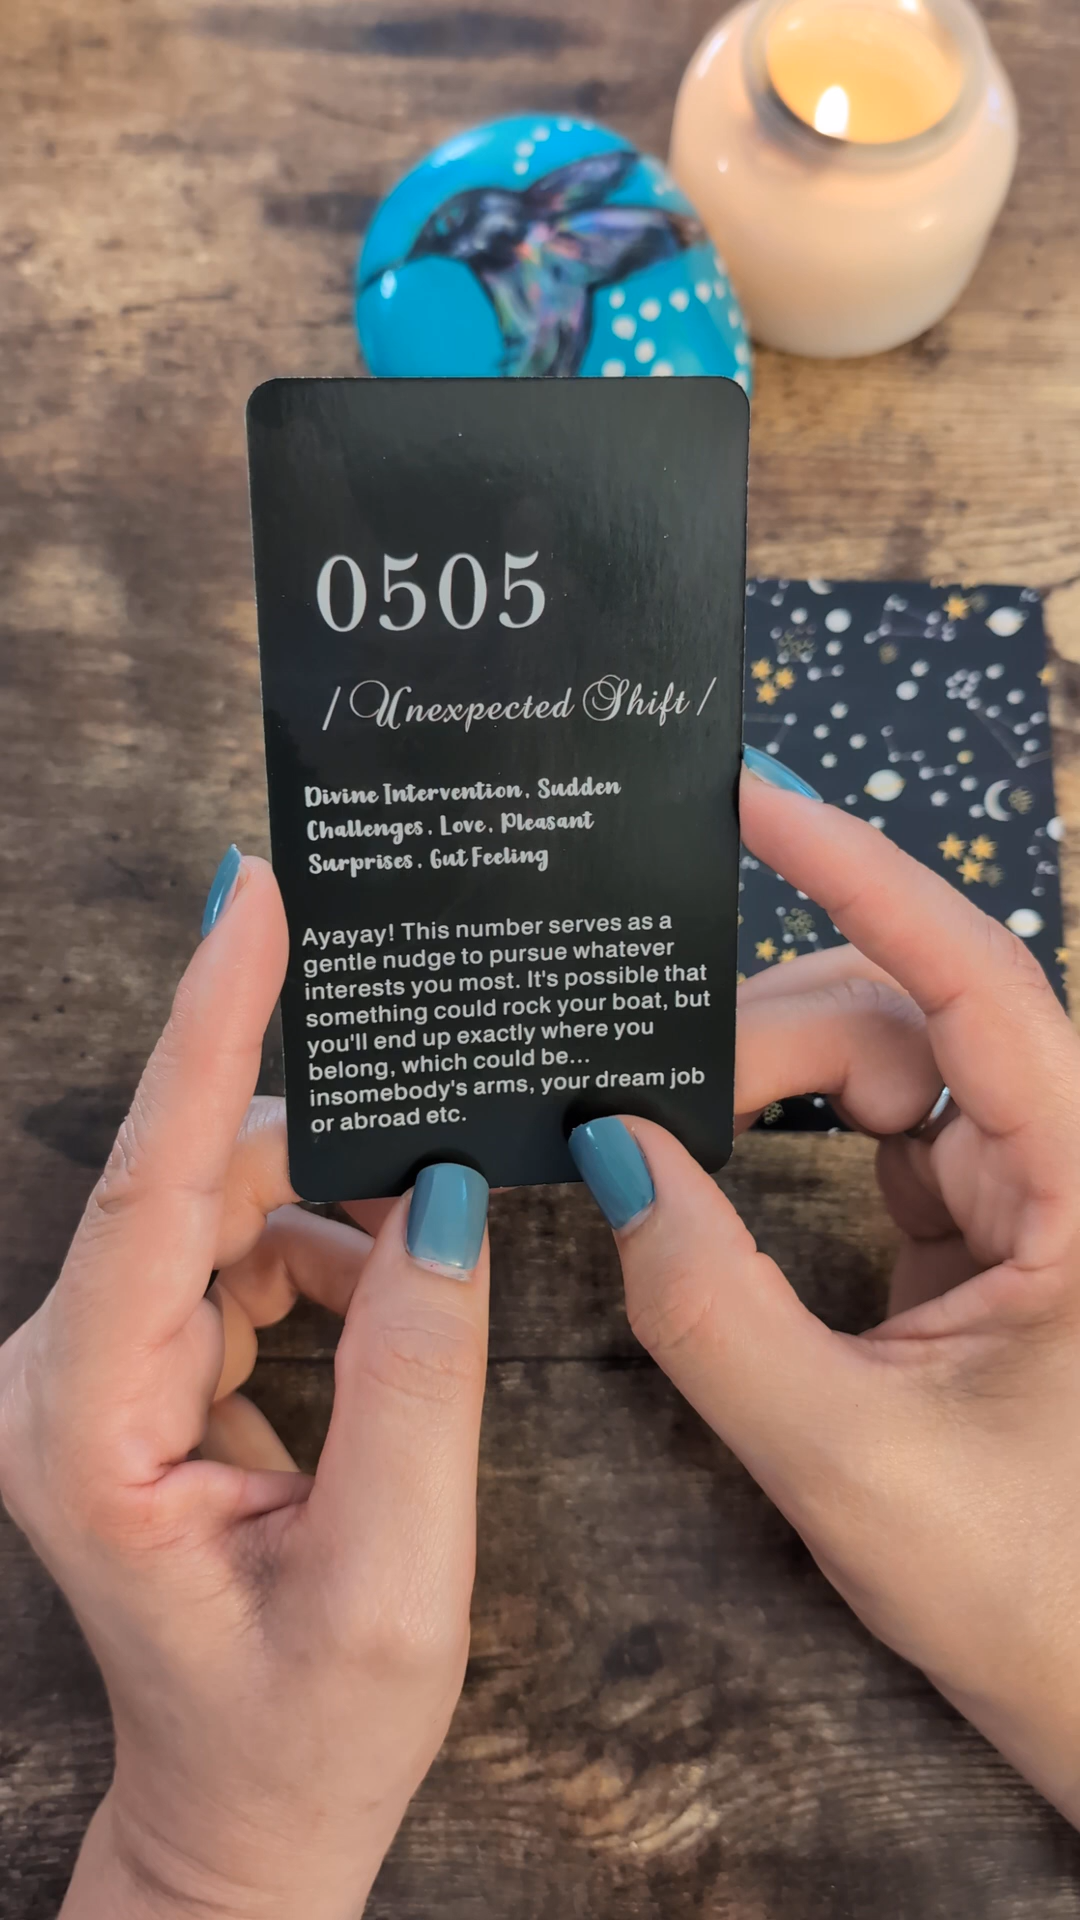 0505
/ Unexpected Shift /
Divine Intervention, Sudden
Challenges, Love, Pleasant
Surprises, Gut Feeling
Ayayay! This number serves as a
gentle nudge to pursue whatever
interests you most. It's possible that
something could rock your boat, but
you'll end up exactly where you
belong, which could be...
insomebody's arms, your dream job
or abroad etc.